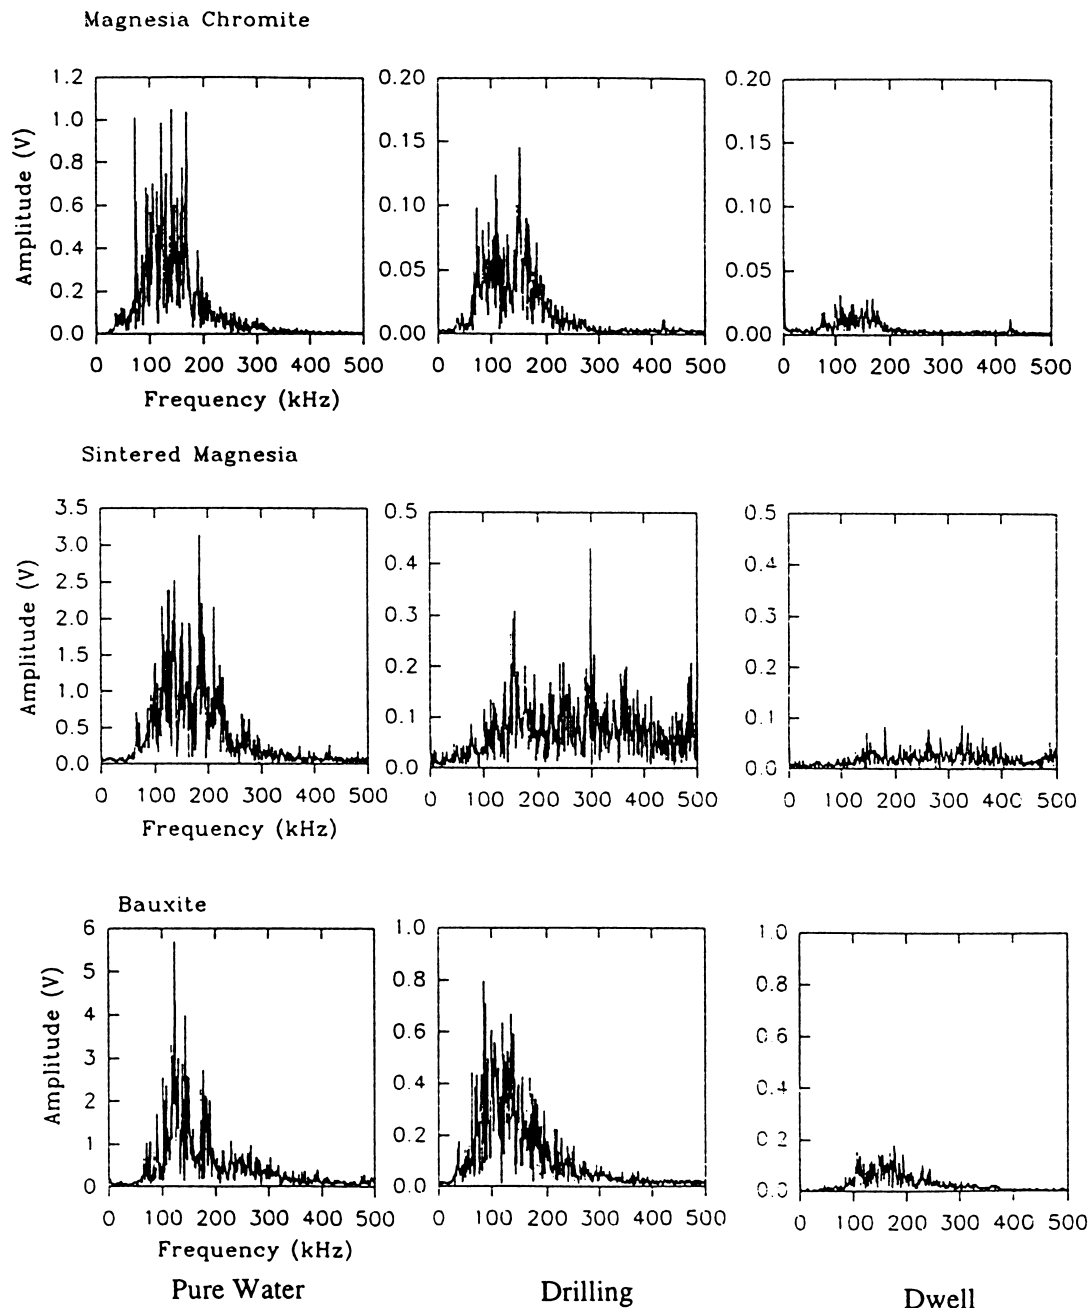 Magnesia Chromite
1.2 0.20 0.20
1.0
0.15 0.15
0.8
0.6 0.10 0.10
0.4
0.05 0.05
0.2
0.0 0.00 0.00
Amplitude (V)
0 100 200 300 400 500 0 100 200 300 400 500 0 100 200 300 400 500
Frequency (kHz)
Sintered Magnesia
3.5 0.5 0.5
3.0
0.4 0.4
2.5
2.0 0.3 0.3
1.5
0.2 0.2
1.0
0.1 0.1
0.5
0.0 0.0 0.0
Amplitude (V)
0 100 200 300 400 500 0 100 200 300 400 500 0 100 200 300 400 500
Frequency (kHz)
Bauxite
6 1.0 1.0
5
0.8 0.8
4
0.6 0.6
3
0.4 0.4
2
0.2 0.2
1
0 0.0 0.0
Amplitude (V)
0 100 200 300 400 500 0 100 200 300 400 500 0 100 200 300 400 500
Frequency (kHz)
Pure Water Drilling Dwell